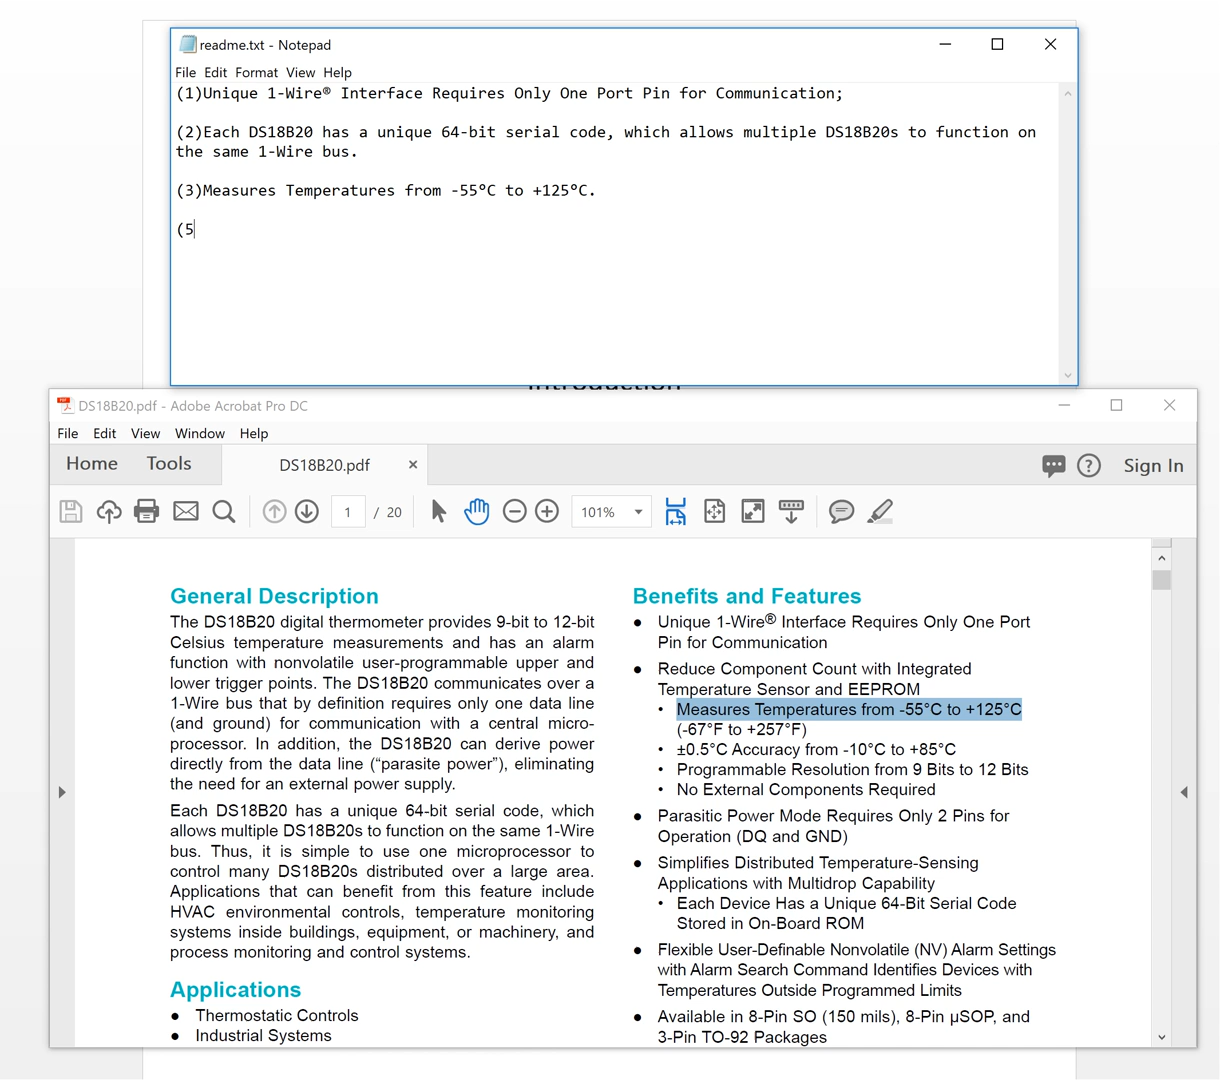 readme.txt - Notepad
File Edit Format View Help
(1)Unique 1-Wire® Interface Requires Only One Port Pin for Communication;
(2)Each DS18B20 has a unique 64-bit serial code, which allows multiple DS18B20s to function on
the same 1-Wire bus.
(3)Measures Temperatures from -55°C to +125°C.
(5
DS18B20.pdf - Adobe Acrobat Pro DC
File Edit View Window Help
Home Tools DS18B20.pdf × Sign In
1 / 20 101%
General Description
The DS18B20 digital thermometer provides 9-bit to 12-bit
Celsius temperature measurements and has an alarm
function with nonvolatile user-programmable upper and
lower trigger points. The DS18B20 communicates over a
1-Wire bus that by definition requires only one data line
(and ground) for communication with a central micro-
processor. In addition, the DS18B20 can derive power
directly from the data line (“parasite power”), eliminating
the need for an external power supply.
Each DS18B20 has a unique 64-bit serial code, which
allows multiple DS18B20s to function on the same 1-Wire
bus. Thus, it is simple to use one microprocessor to
control many DS18B20s distributed over a large area.
Applications that can benefit from this feature include
HVAC environmental controls, temperature monitoring
systems inside buildings, equipment, or machinery, and
process monitoring and control systems.
Applications
● Thermostatic Controls
● Industrial Systems
Benefits and Features
● Unique 1-Wire® Interface Requires Only One Port
Pin for Communication
● Reduce Component Count with Integrated
Temperature Sensor and EEPROM
• Measures Temperatures from -55°C to +125°C
(-67°F to +257°F)
• ±0.5°C Accuracy from -10°C to +85°C
• Programmable Resolution from 9 Bits to 12 Bits
• No External Components Required
● Parasitic Power Mode Requires Only 2 Pins for
Operation (DQ and GND)
● Simplifies Distributed Temperature-Sensing
Applications with Multidrop Capability
• Each Device Has a Unique 64-Bit Serial Code
Stored in On-Board ROM
● Flexible User-Definable Nonvolatile (NV) Alarm Settings
with Alarm Search Command Identifies Devices with
Temperatures Outside Programmed Limits
● Available in 8-Pin SO (150 mils), 8-Pin µSOP, and
3-Pin TO-92 Packages